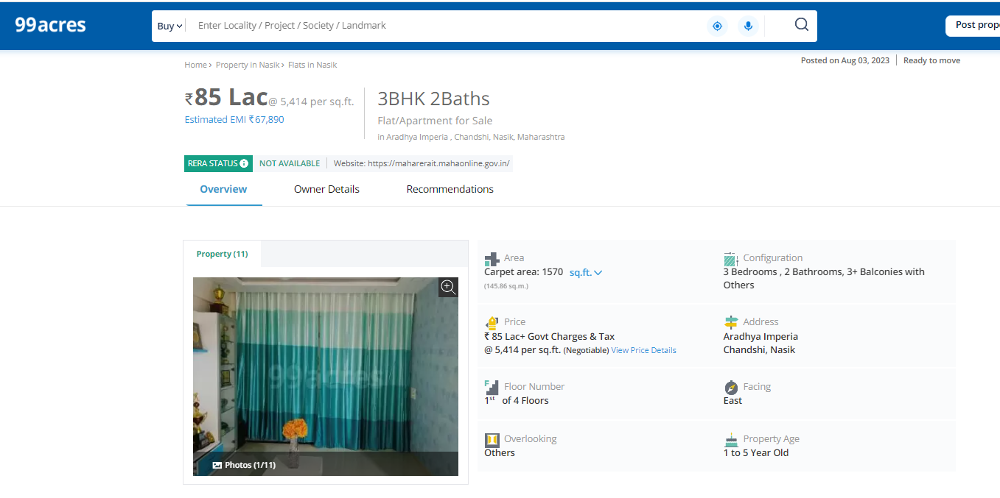 99acres
Buy
Enter Locality / Project / Society / Landmark
Post prope
Home › Property in Nasik › Flats in Nasik
Posted on Aug 03, 2023 | Ready to move
₹85 Lac @ 5,414 per sq.ft.
Estimated EMI ₹67,890
3BHK 2Baths
Flat/Apartment for Sale
in Aradhya Imperia , Chandshi, Nasik, Maharashtra
RERA STATUS NOT AVAILABLE | Website: https://maharerait.mahaonline.gov.in/
Overview Owner Details Recommendations
Property (11)
99acres
Photos (1/11)
Area
Carpet area: 1570 sq.ft.
(145.86 sq.m.)
Configuration
3 Bedrooms , 2 Bathrooms, 3+ Balconies with
Others
Price
₹ 85 Lac+ Govt Charges & Tax
@ 5,414 per sq.ft. (Negotiable) View Price Details
Address
Aradhya Imperia
Chandshi, Nasik
F
Floor Number
1st of 4 Floors
Facing
East
Overlooking
Others
Property Age
1 to 5 Year Old